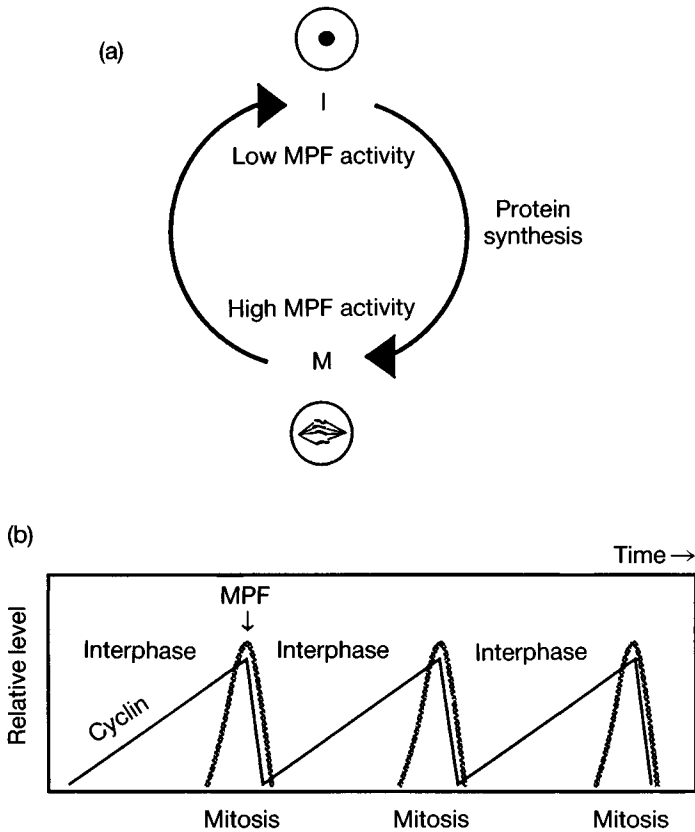 (a)
I
Low MPF activity
Protein
synthesis
High MPF activity
M
(b)
Time →
MPF
↓
Interphase Interphase Interphase
Cyclin
Relative level
Mitosis Mitosis Mitosis